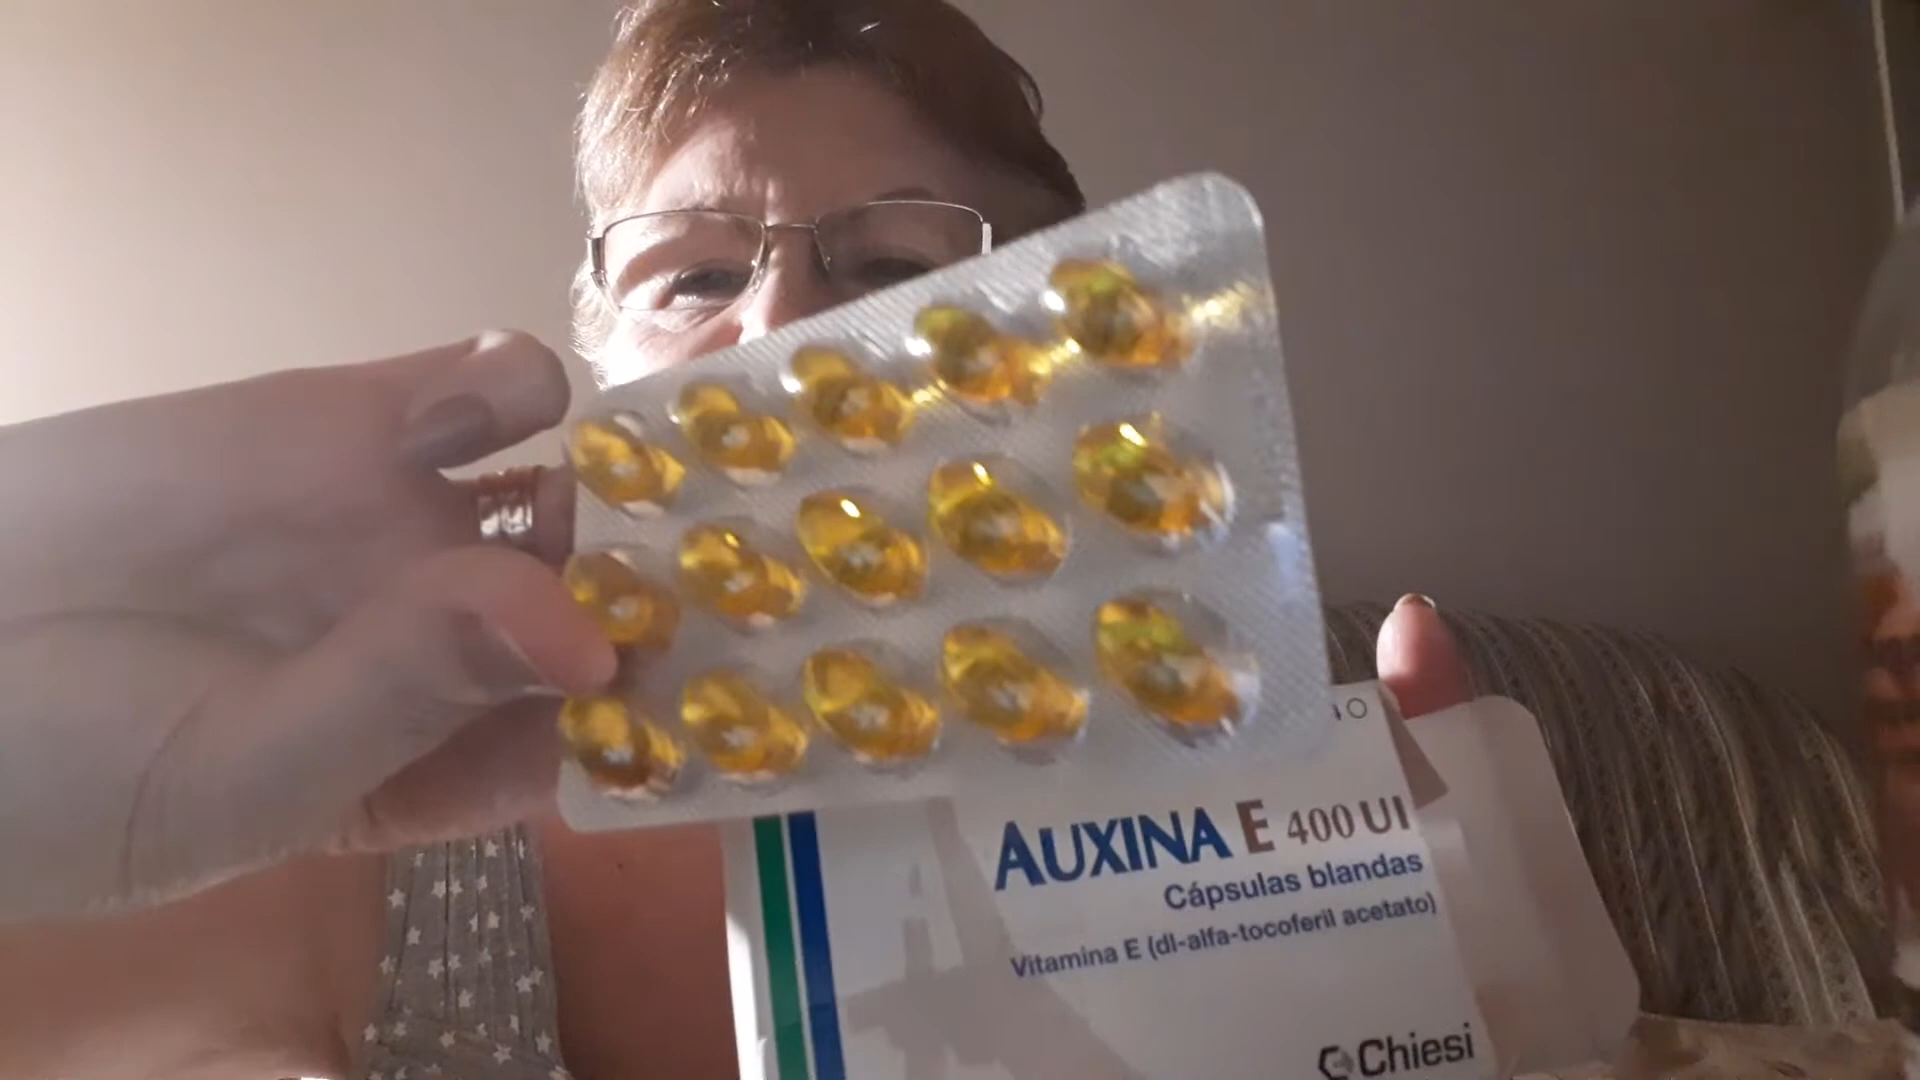 AUXINA E 400 UI
Cápsulas blandas
Vitamina E (dl-alfa-tocoferil acetato)
Chiesi